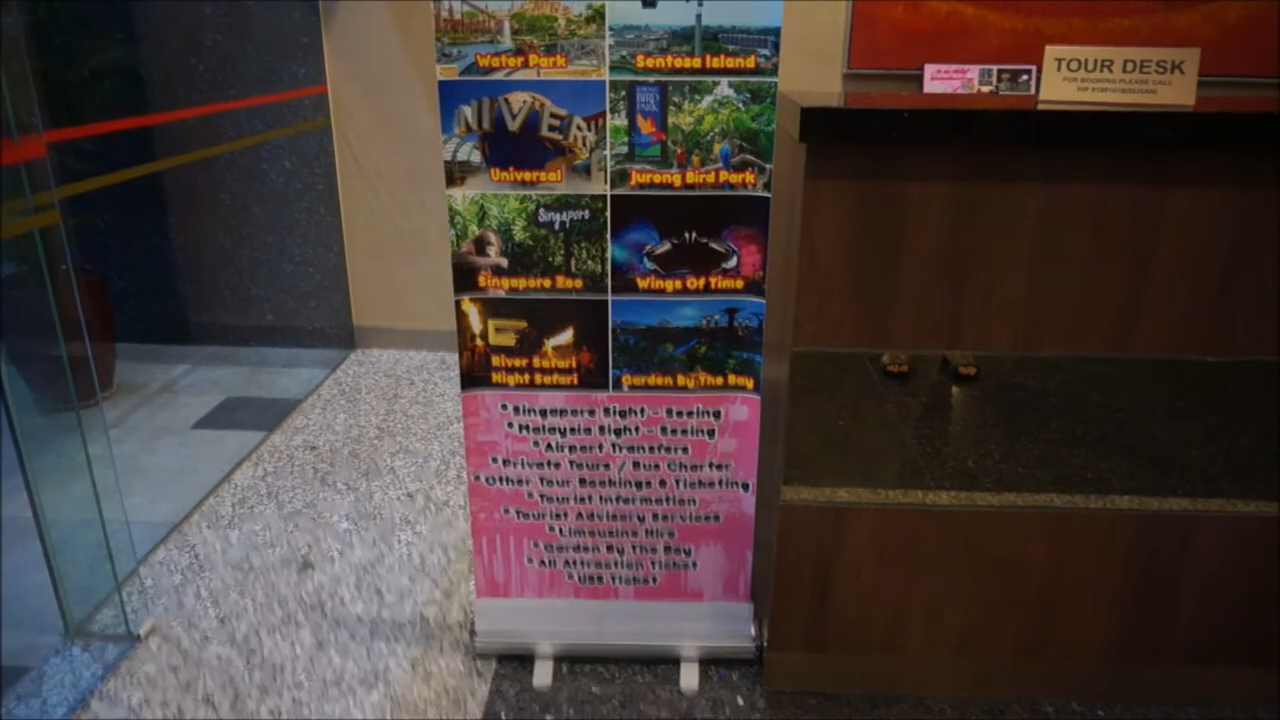 Water Park
Sentosa Island
NIVER
Universal
BIRD
PARK
Jurong Bird Park
Singapore
Singapore Zoo
Wings Of Time
River Safari
Night Safari
Garden By The Bay
*Singapore Sight - Seeing
*Malaysia Sight - Seeing
*Airport Transfers
*Private Tours / Bus Charter
*Other Tour Bookings & Ticketing
*Tourist Information
*Tourist Advisory Services
*Limousine Hire
*Garden By The Bay
*All Attraction Ticket
*USS Ticket
TOUR DESK
FOR BOOKING PLEASE CALL